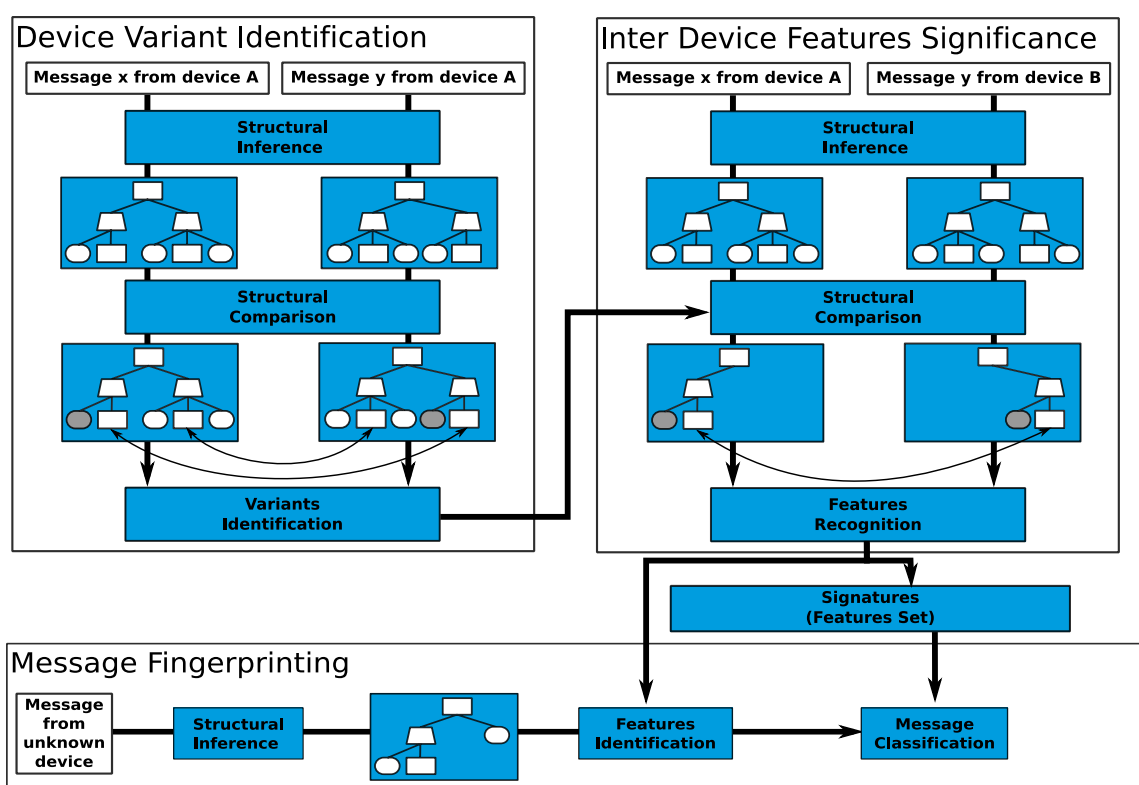 Device Variant Identification
Message x from device A
Message y from device A
Structural
Inference
Structural
Comparison
Variants
Identification
Inter Device Features Significance
Message x from device A
Message y from device B
Structural
Inference
Structural
Comparison
Features
Recognition
Signatures
(Features Set)
Message Fingerprinting
Message
from
unknown
device
Structural
Inference
Features
Identification
Message
Classification